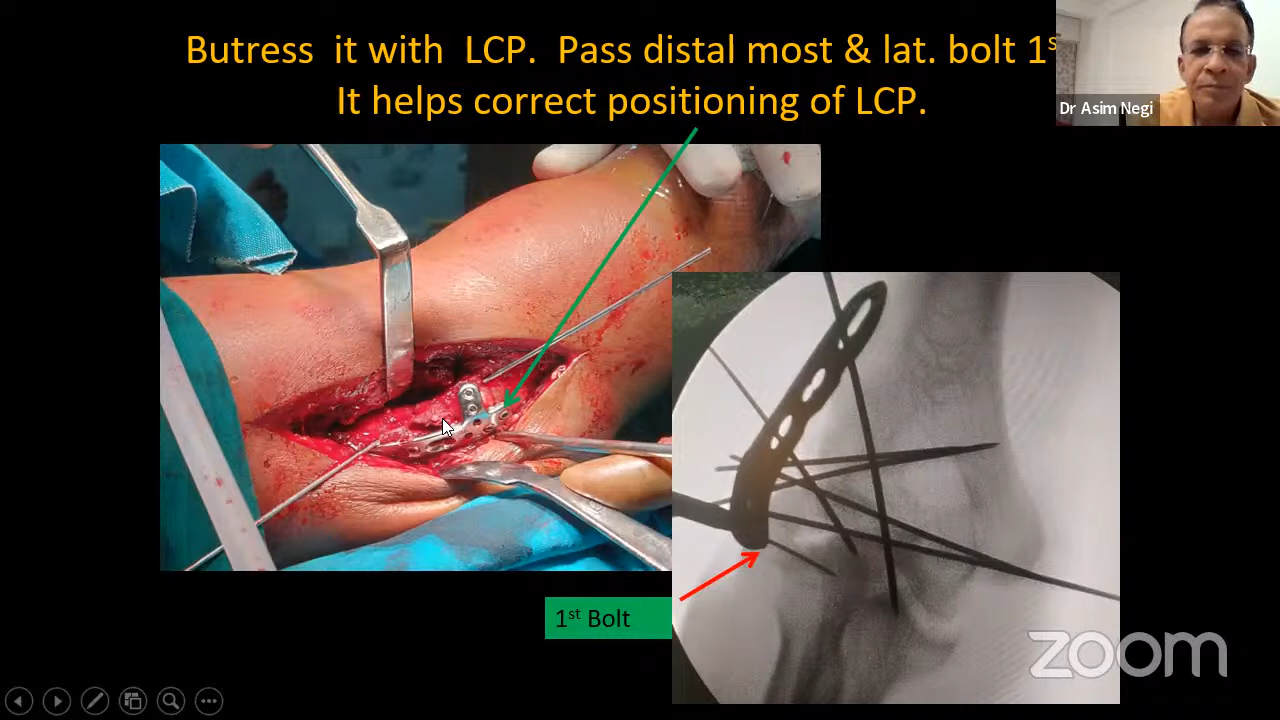 Butress it with LCP. Pass distal most & lat. bolt 1s
It helps correct positioning of LCP.
Dr Asim Negi
1st Bolt
zoom